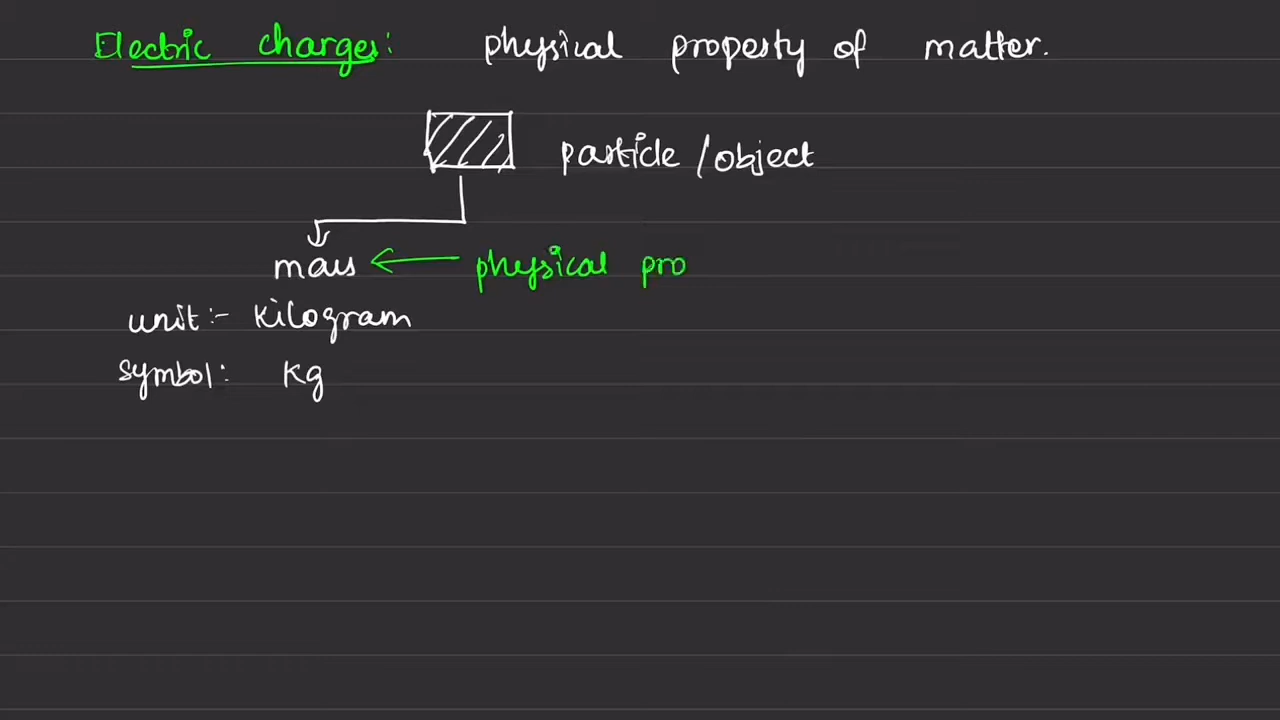 Electric charges: physical property of matter.
particle / object
mass ← physical pro
unit :- Kilogram
symbol: Kg